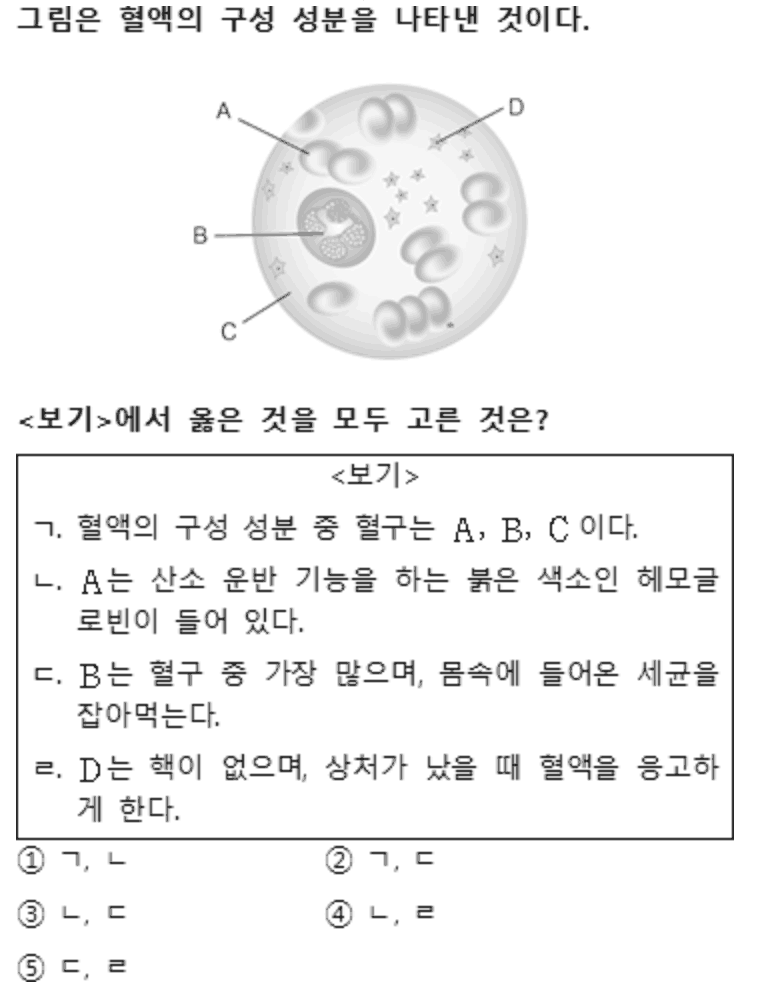 그림은 혈액의 구성 성분을 나타낸 것이다.
A
D
B
C
<보기>에서 옳은 것을 모두 고른 것은?
<보기>
ㄱ. 혈액의 구성 성분 중 혈구는 A, B, C 이다.
ㄴ. A는 산소 운반 기능을 하는 붉은 색소인 헤모글
로빈이 들어 있다.
ㄷ. B는 혈구 중 가장 많으며, 몸속에 들어온 세균을
잡아먹는다.
ㄹ. D는 핵이 없으며, 상처가 났을 때 혈액을 응고하
게 한다.
① ㄱ, ㄴ ② ㄱ, ㄷ
③ ㄴ, ㄷ ④ ㄴ, ㄹ
⑤ ㄷ, ㄹ